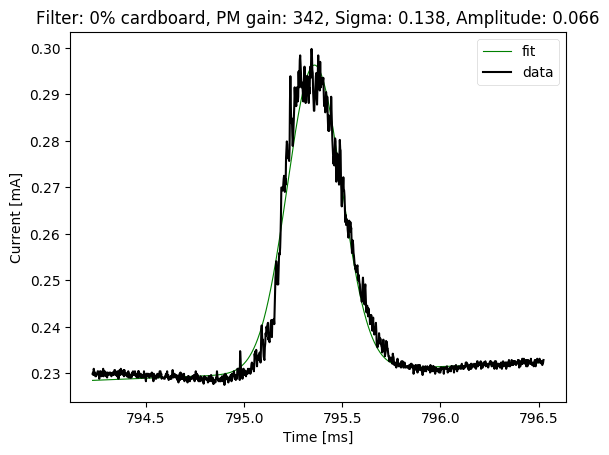 Filter: 0% cardboard, PM gain: 342, Sigma: 0.138, Amplitude: 0.066
fit
data
0.30
0.29
0.28
0.27
0.26
0.25
0.24
0.23
Current [mA]
794.5 795.0 795.5 796.0 796.5
Time [ms]